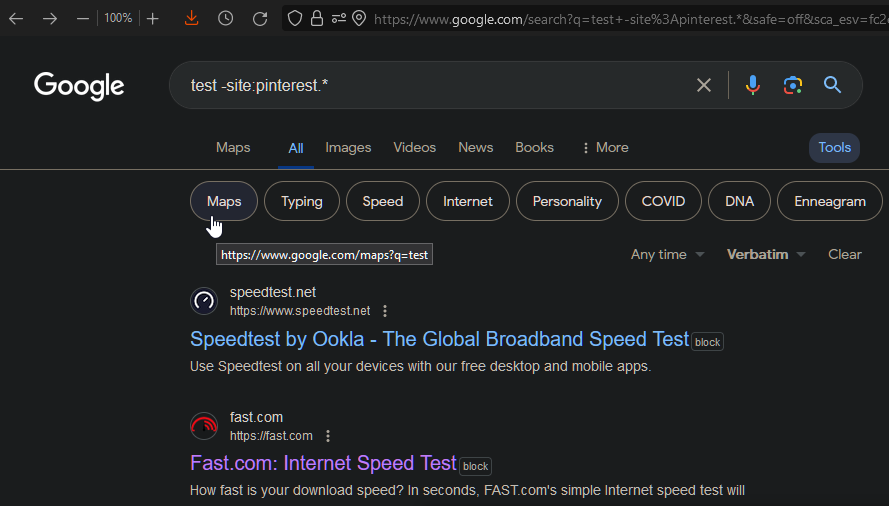 100%
https://www.google.com/search?q=test+-site%3Apinterest.*&safe=off&sca_esv=fc2
Google
test -site:pinterest.*
Maps All Images Videos News Books More Tools
Maps Typing Speed Internet Personality COVID DNA Enneagram
https://www.google.com/maps?q=test
Any time Verbatim Clear
speedtest.net
https://www.speedtest.net
Speedtest by Ookla - The Global Broadband Speed Test block
Use Speedtest on all your devices with our free desktop and mobile apps.
fast.com
https://fast.com
Fast.com: Internet Speed Test block
How fast is your download speed? In seconds, FAST.com's simple Internet speed test will